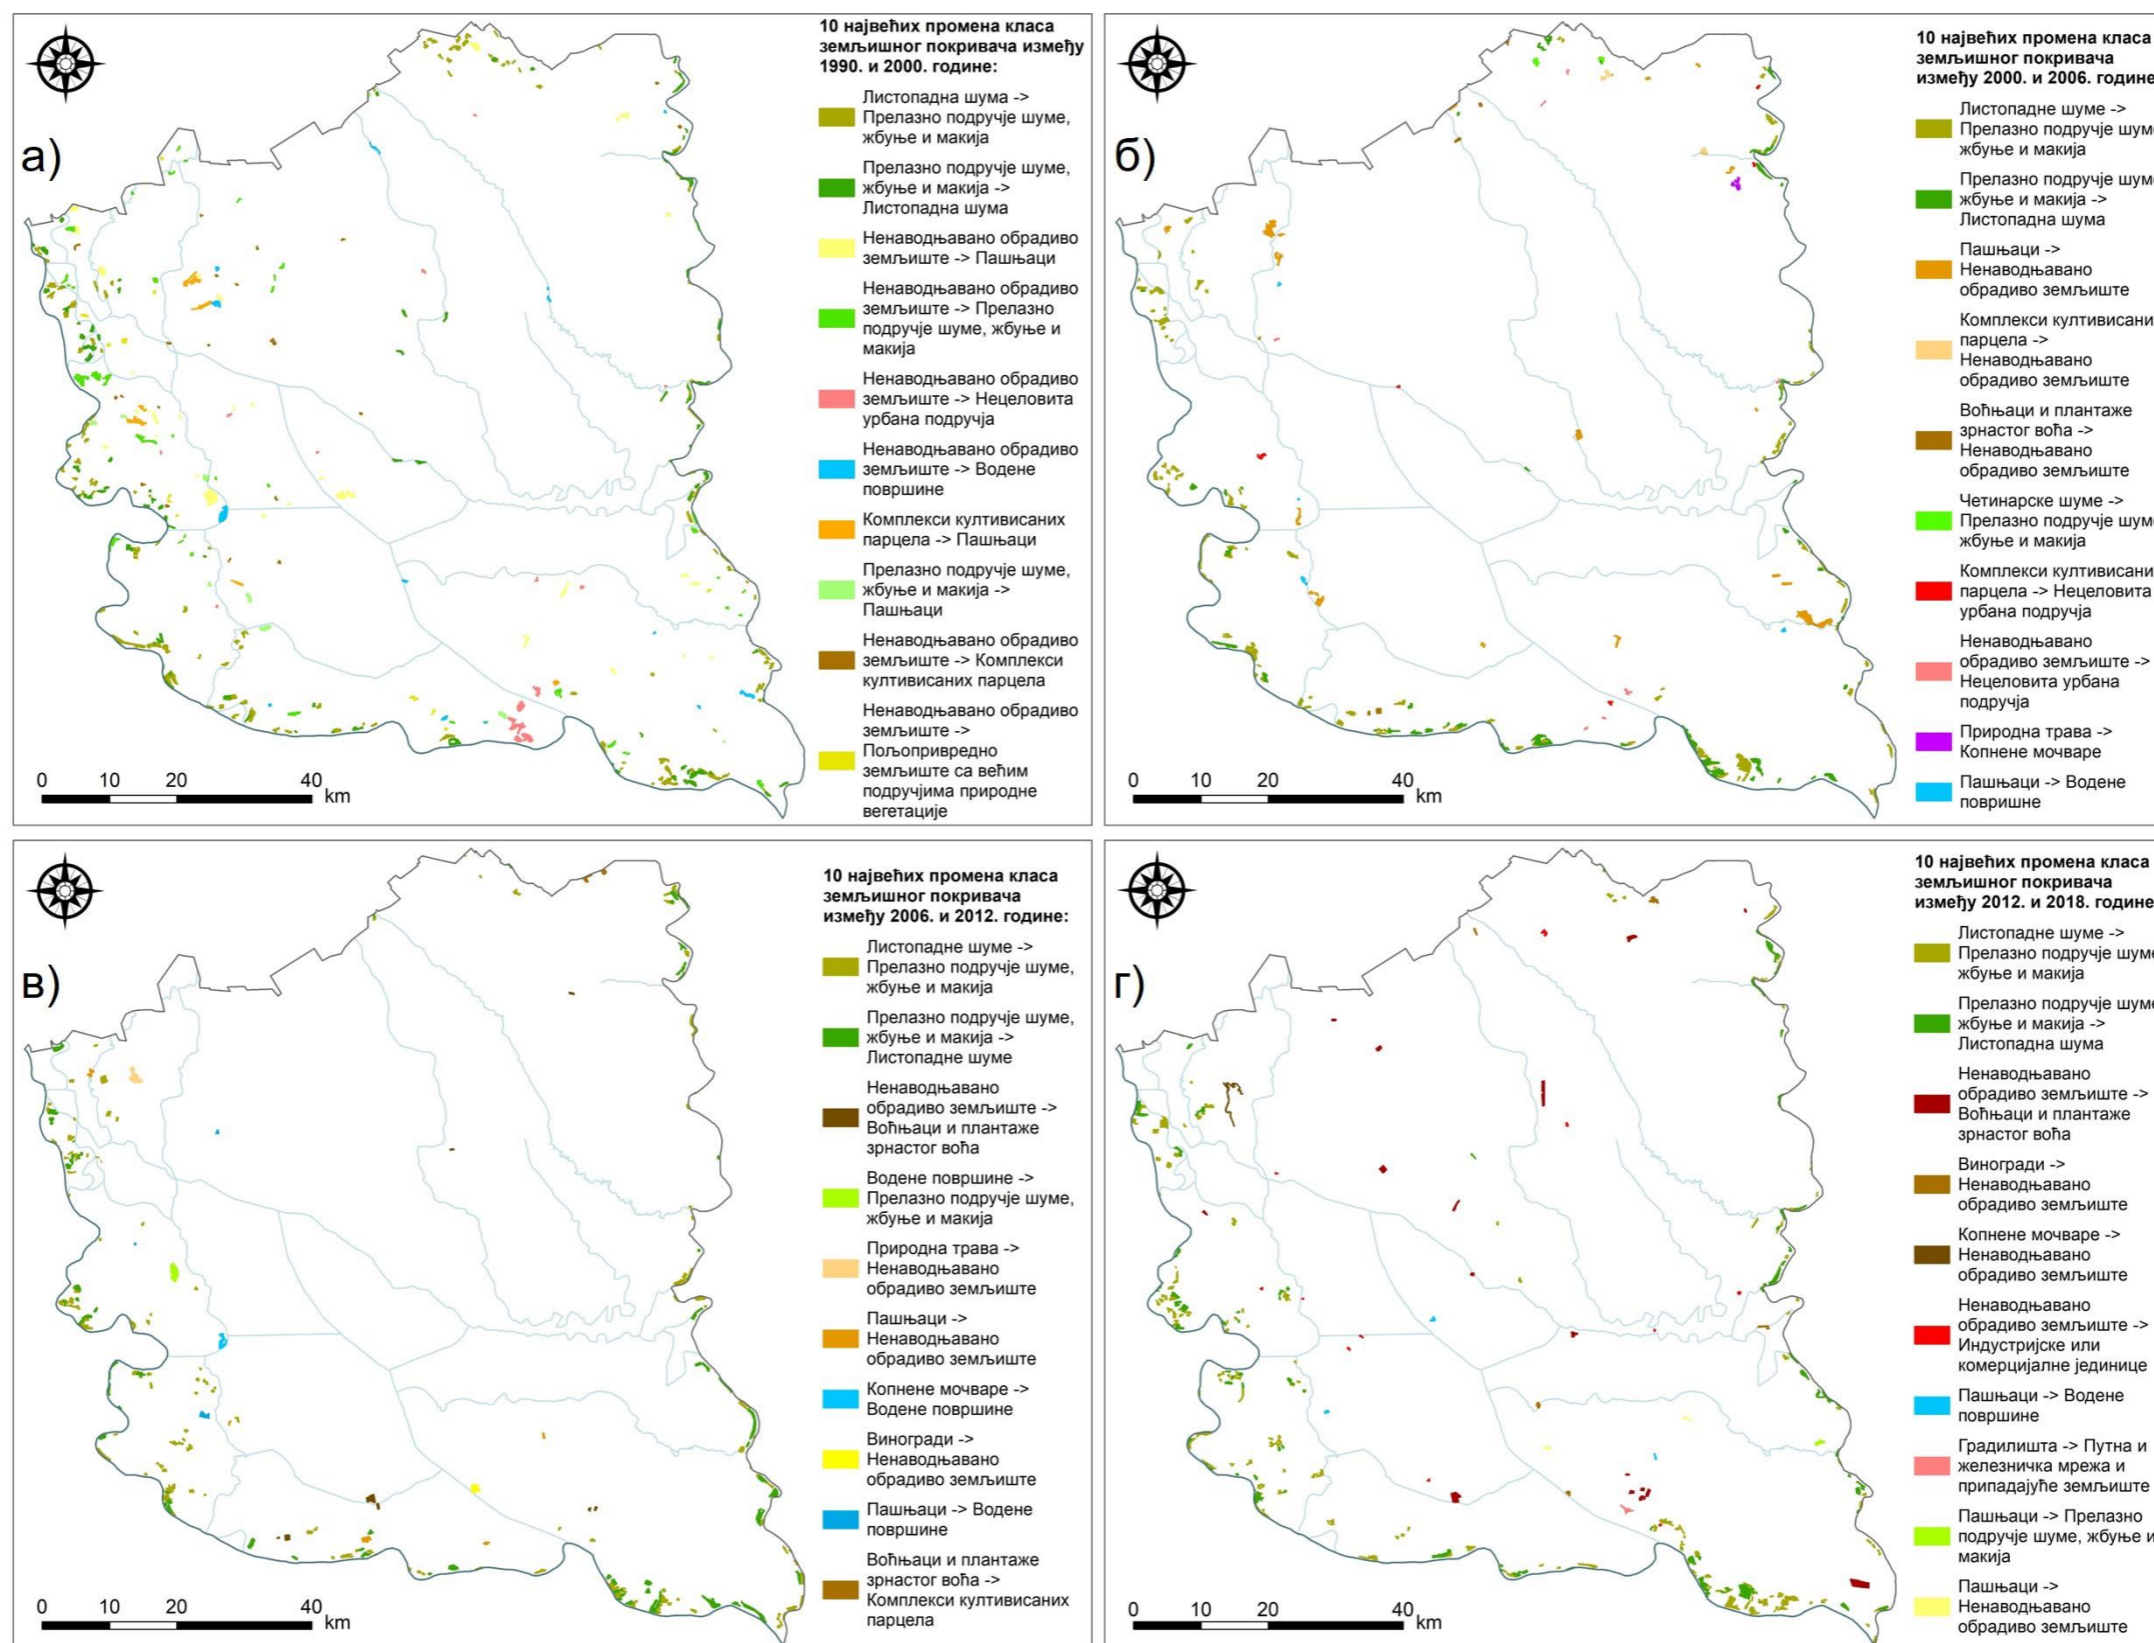 а)
10 највећих промена класа
земљишног покривача између
1990. и 2000. године:
Листопадна шума ->
Прелазно подручје шуме,
жбуње и макија
Прелазно подручје шуме,
жбуње и макија ->
Листопадна шума
Ненаводњавано обрадиво
земљиште -> Пашњаци
Ненаводњавано обрадиво
земљиште -> Прелазно
подручје шуме, жбуње и
макија
Ненаводњавано обрадиво
земљиште -> Нецеловита
урбана подручја
Ненаводњавано обрадиво
земљиште -> Водене
површине
Комплекси култивисаних
парцела -> Пашњаци
Прелазно подручје шуме,
жбуње и макија ->
Пашњаци
Ненаводњавано обрадиво
земљиште -> Комплекси
култивисаних парцела
Ненаводњавано обрадиво
земљиште ->
Пољопривредно
земљиште са већим
подручјима природне
вегетације
0 10 20 40
km
б)
10 највећих промена класа
земљишног покривача
између 2000. и 2006. године
Листопадне шуме ->
Прелазно подручје шуме
жбуње и макија
Прелазно подручје шуме
жбуње и макија ->
Листопадна шума
Пашњаци ->
Ненаводњавано
обрадиво земљиште
Комплекси култивисани
парцела ->
Ненаводњавано
обрадиво земљиште
Воћњаци и плантаже
зрнастог воћа ->
Ненаводњавано
обрадиво земљиште
Четинарске шуме ->
Прелазно подручје шуме
жбуње и макија
Комплекси култивисани
парцела -> Нецеловита
урбана подручја
Ненаводњавано
обрадиво земљиште ->
Нецеловита урбана
подручја
Природна трава ->
Копнене мочваре
Пашњаци -> Водене
повришне
0 10 20 40
km
в)
10 највећих промена класа
земљишног покривача
између 2006. и 2012. године:
Листопадне шуме ->
Прелазно подручје шуме,
жбуње и макија
Прелазно подручје шуме,
жбуње и макија ->
Листопадне шуме
Ненаводњавано
обрадиво земљиште ->
Воћњаци и плантаже
зрнастог воћа
Водене површине ->
Прелазно подручје шуме,
жбуње и макија
Природна трава ->
Ненаводњавано
обрадиво земљиште
Пашњаци ->
Ненаводњавано
обрадиво земљиште
Копнене мочваре ->
Водене површине
Виногради ->
Ненаводњавано
обрадиво земљиште
Пашњаци -> Водене
површине
Воћњаци и плантаже
зрнастог воћа ->
Комплекси култивисаних
парцела
0 10 20 40
km
г)
10 највећих промена класа
земљишног покривача
између 2012. и 2018. године
Листопадне шуме ->
Прелазно подручје шуме
жбуње и макија
Прелазно подручје шуме
жбуње и макија ->
Листопадна шума
Ненаводњавано
обрадиво земљиште ->
Воћњаци и плантаже
зрнастог воћа
Виногради ->
Ненаводњавано
обрадиво земљиште
Копнене мочваре ->
Ненаводњавано
обрадиво земљиште
Ненаводњавано
обрадиво земљиште ->
Индустријске или
комерцијалне јединице
Пашњаци -> Водене
површине
Градилишта -> Путна и
железничка мрежа и
припадајуће земљиште
Пашњаци -> Прелазно
подручје шуме, жбуње и
макија
Пашњаци ->
Ненаводњавано
обрадиво земљиште
0 10 20 40
km